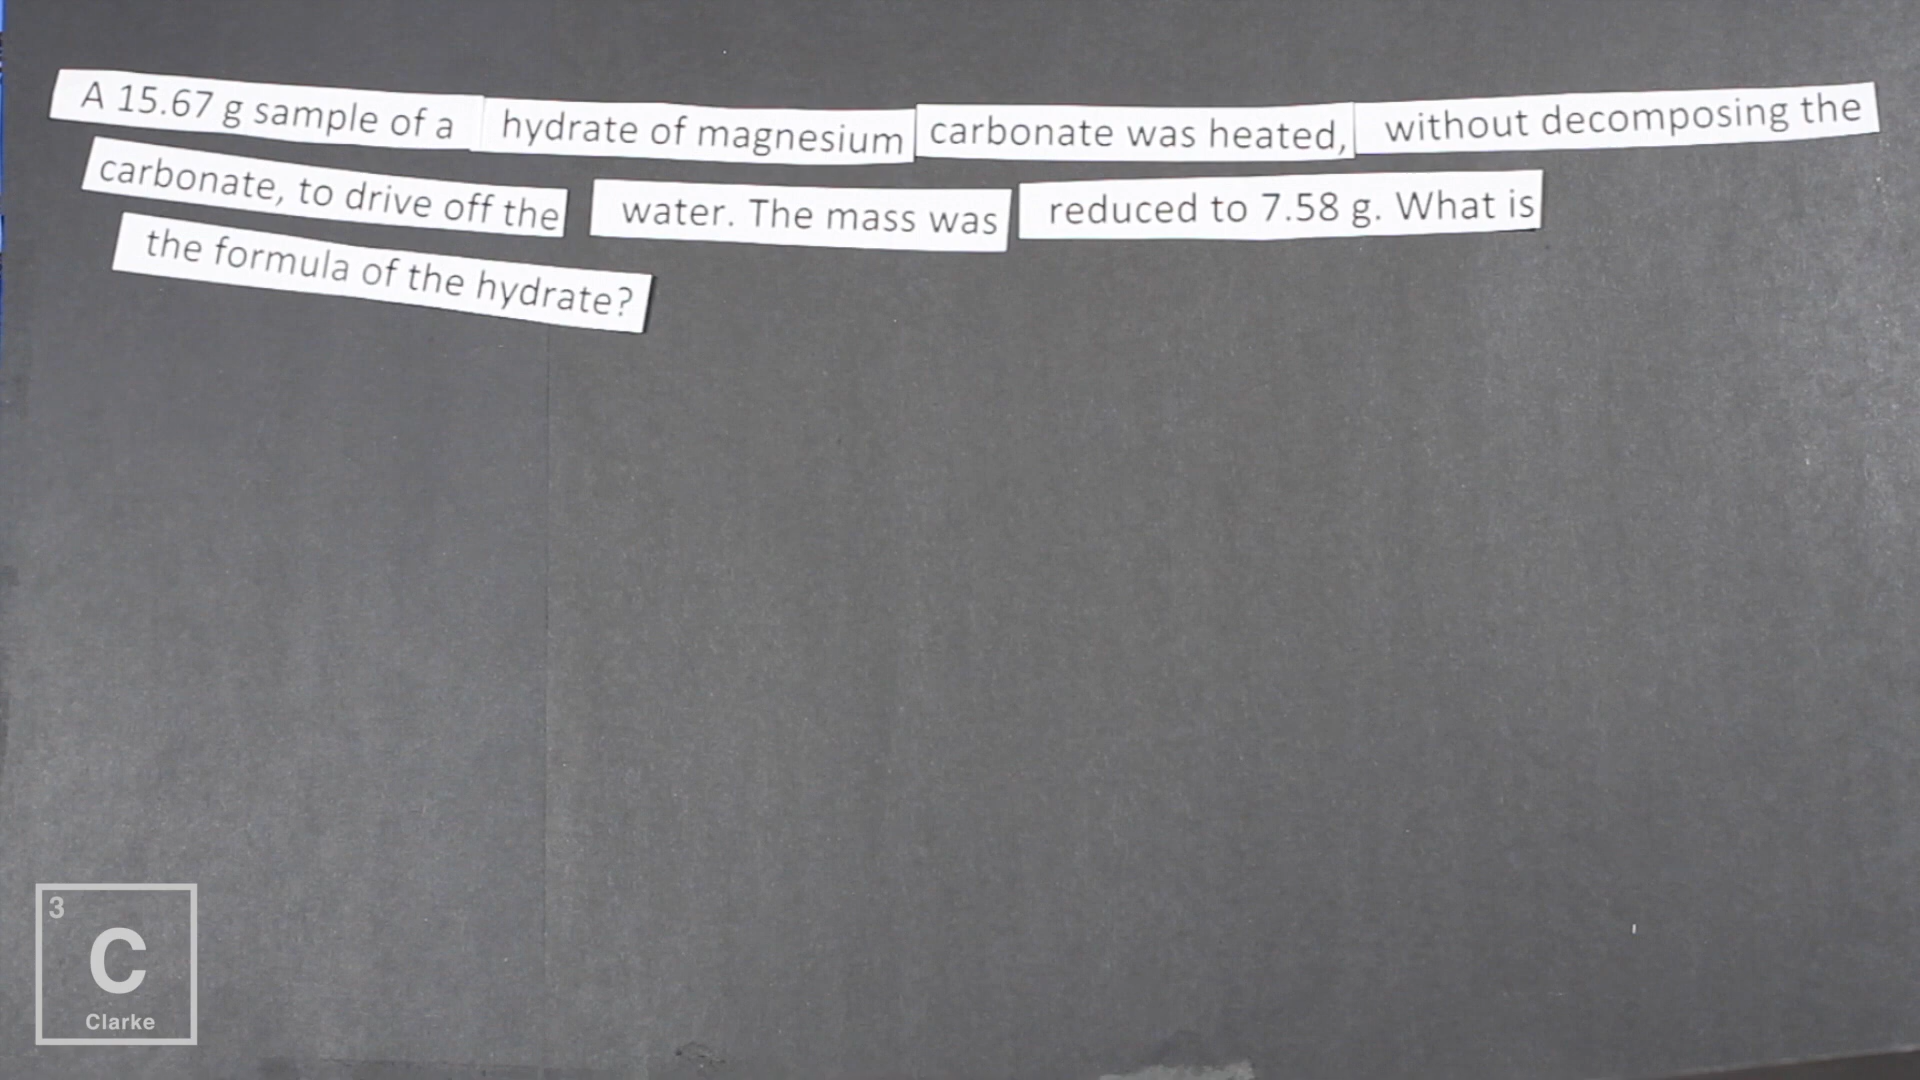 A 15.67 g sample of a hydrate of magnesium carbonate was heated, without decomposing the
carbonate, to drive off the water. The mass was reduced to 7.58 g. What is
the formula of the hydrate?
3
C
Clarke